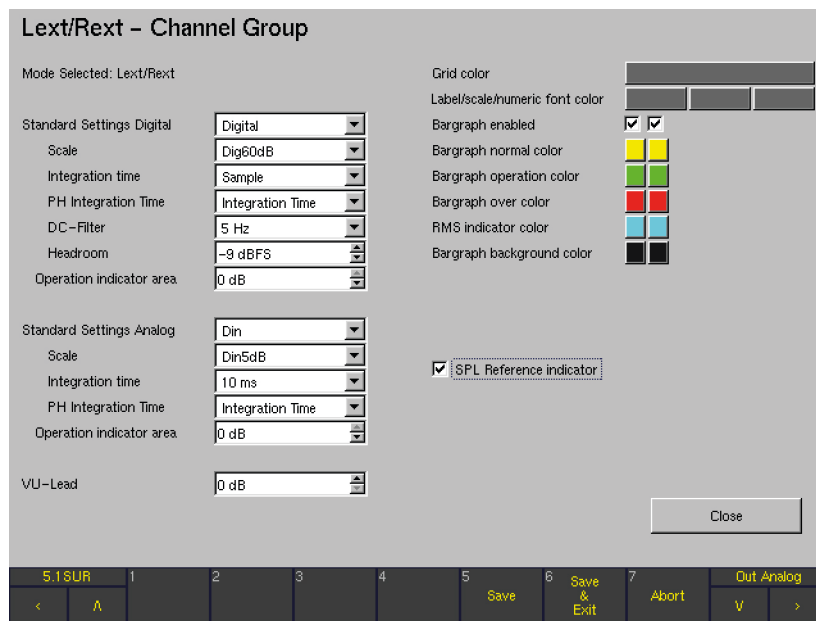 Lext/Rext – Channel Group
Mode Selected: Lext/Rext
Standard Settings Digital Digital
Scale Dig60dB
Integration time Sample
PH Integration Time Integration Time
DC-Filter 5 Hz
Headroom -9 dBFS
Operation indicator area 0 dB
Standard Settings Analog Din
Scale Din5dB
Integration time 10 ms
PH Integration Time Integration Time
Operation indicator area 0 dB
VU-Lead 0 dB
Grid color
Label/scale/numeric font color
Bargraph enabled
Bargraph normal color
Bargraph operation color
Bargraph over color
RMS indicator color
Bargraph background color
SPL Reference indicator
Close
5.1SUR
< Λ
1
2
3
4
5
Save
6
Save
&
Exit
7
Abort
Out Analog
V >